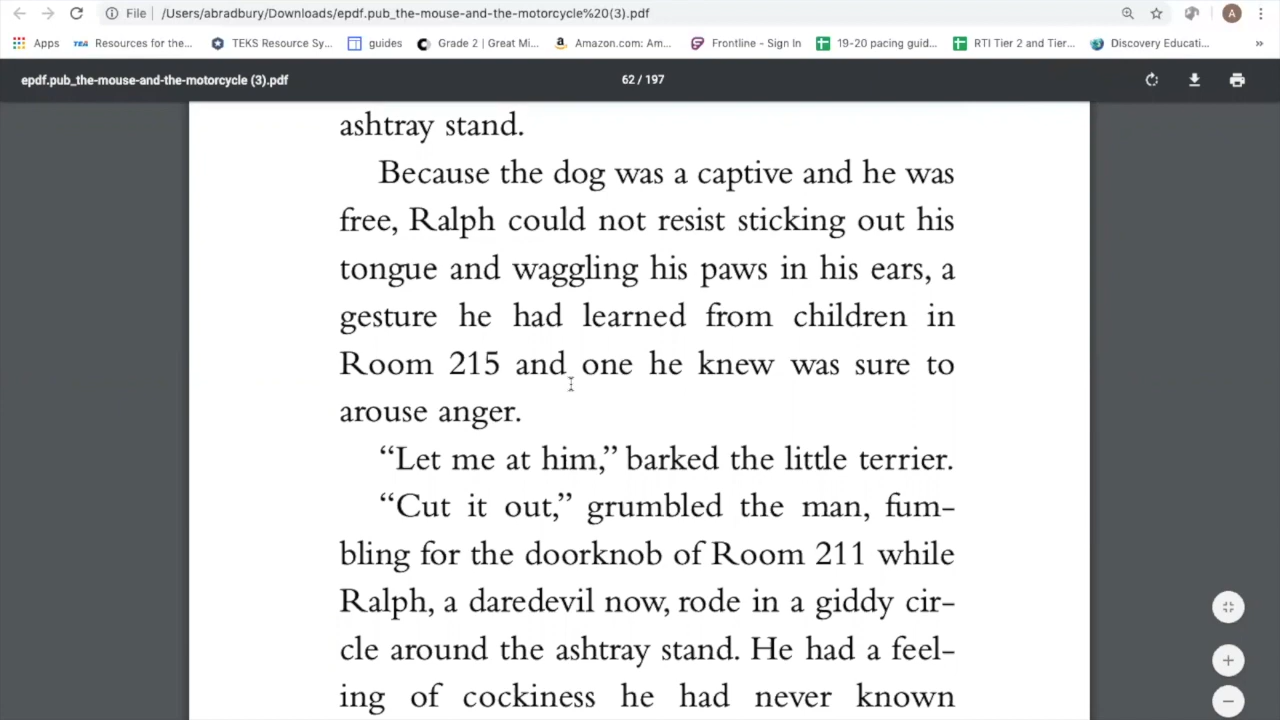 File /Users/abradbury/Downloads/epdf.pub_the-mouse-and-the-motorcycle%20(3).pdf A
Apps TEA Resources for the... TEKS Resource Sy... guides Grade 2 | Great Mi... a Amazon.com: Am... Frontline - Sign In 19-20 pacing guid... RTI Tier 2 and Tier... Discovery Educati... »
epdf.pub_the-mouse-and-the-motorcycle (3).pdf 62 / 197
ashtray stand.
Because the dog was a captive and he was
free, Ralph could not resist sticking out his
tongue and waggling his paws in his ears, a
gesture he had learned from children in
Room 215 and one he knew was sure to
arouse anger.
“Let me at him,” barked the little terrier.
“Cut it out,” grumbled the man, fum-
bling for the doorknob of Room 211 while
Ralph, a daredevil now, rode in a giddy cir-
cle around the ashtray stand. He had a feel-
ing of cockiness he had never known